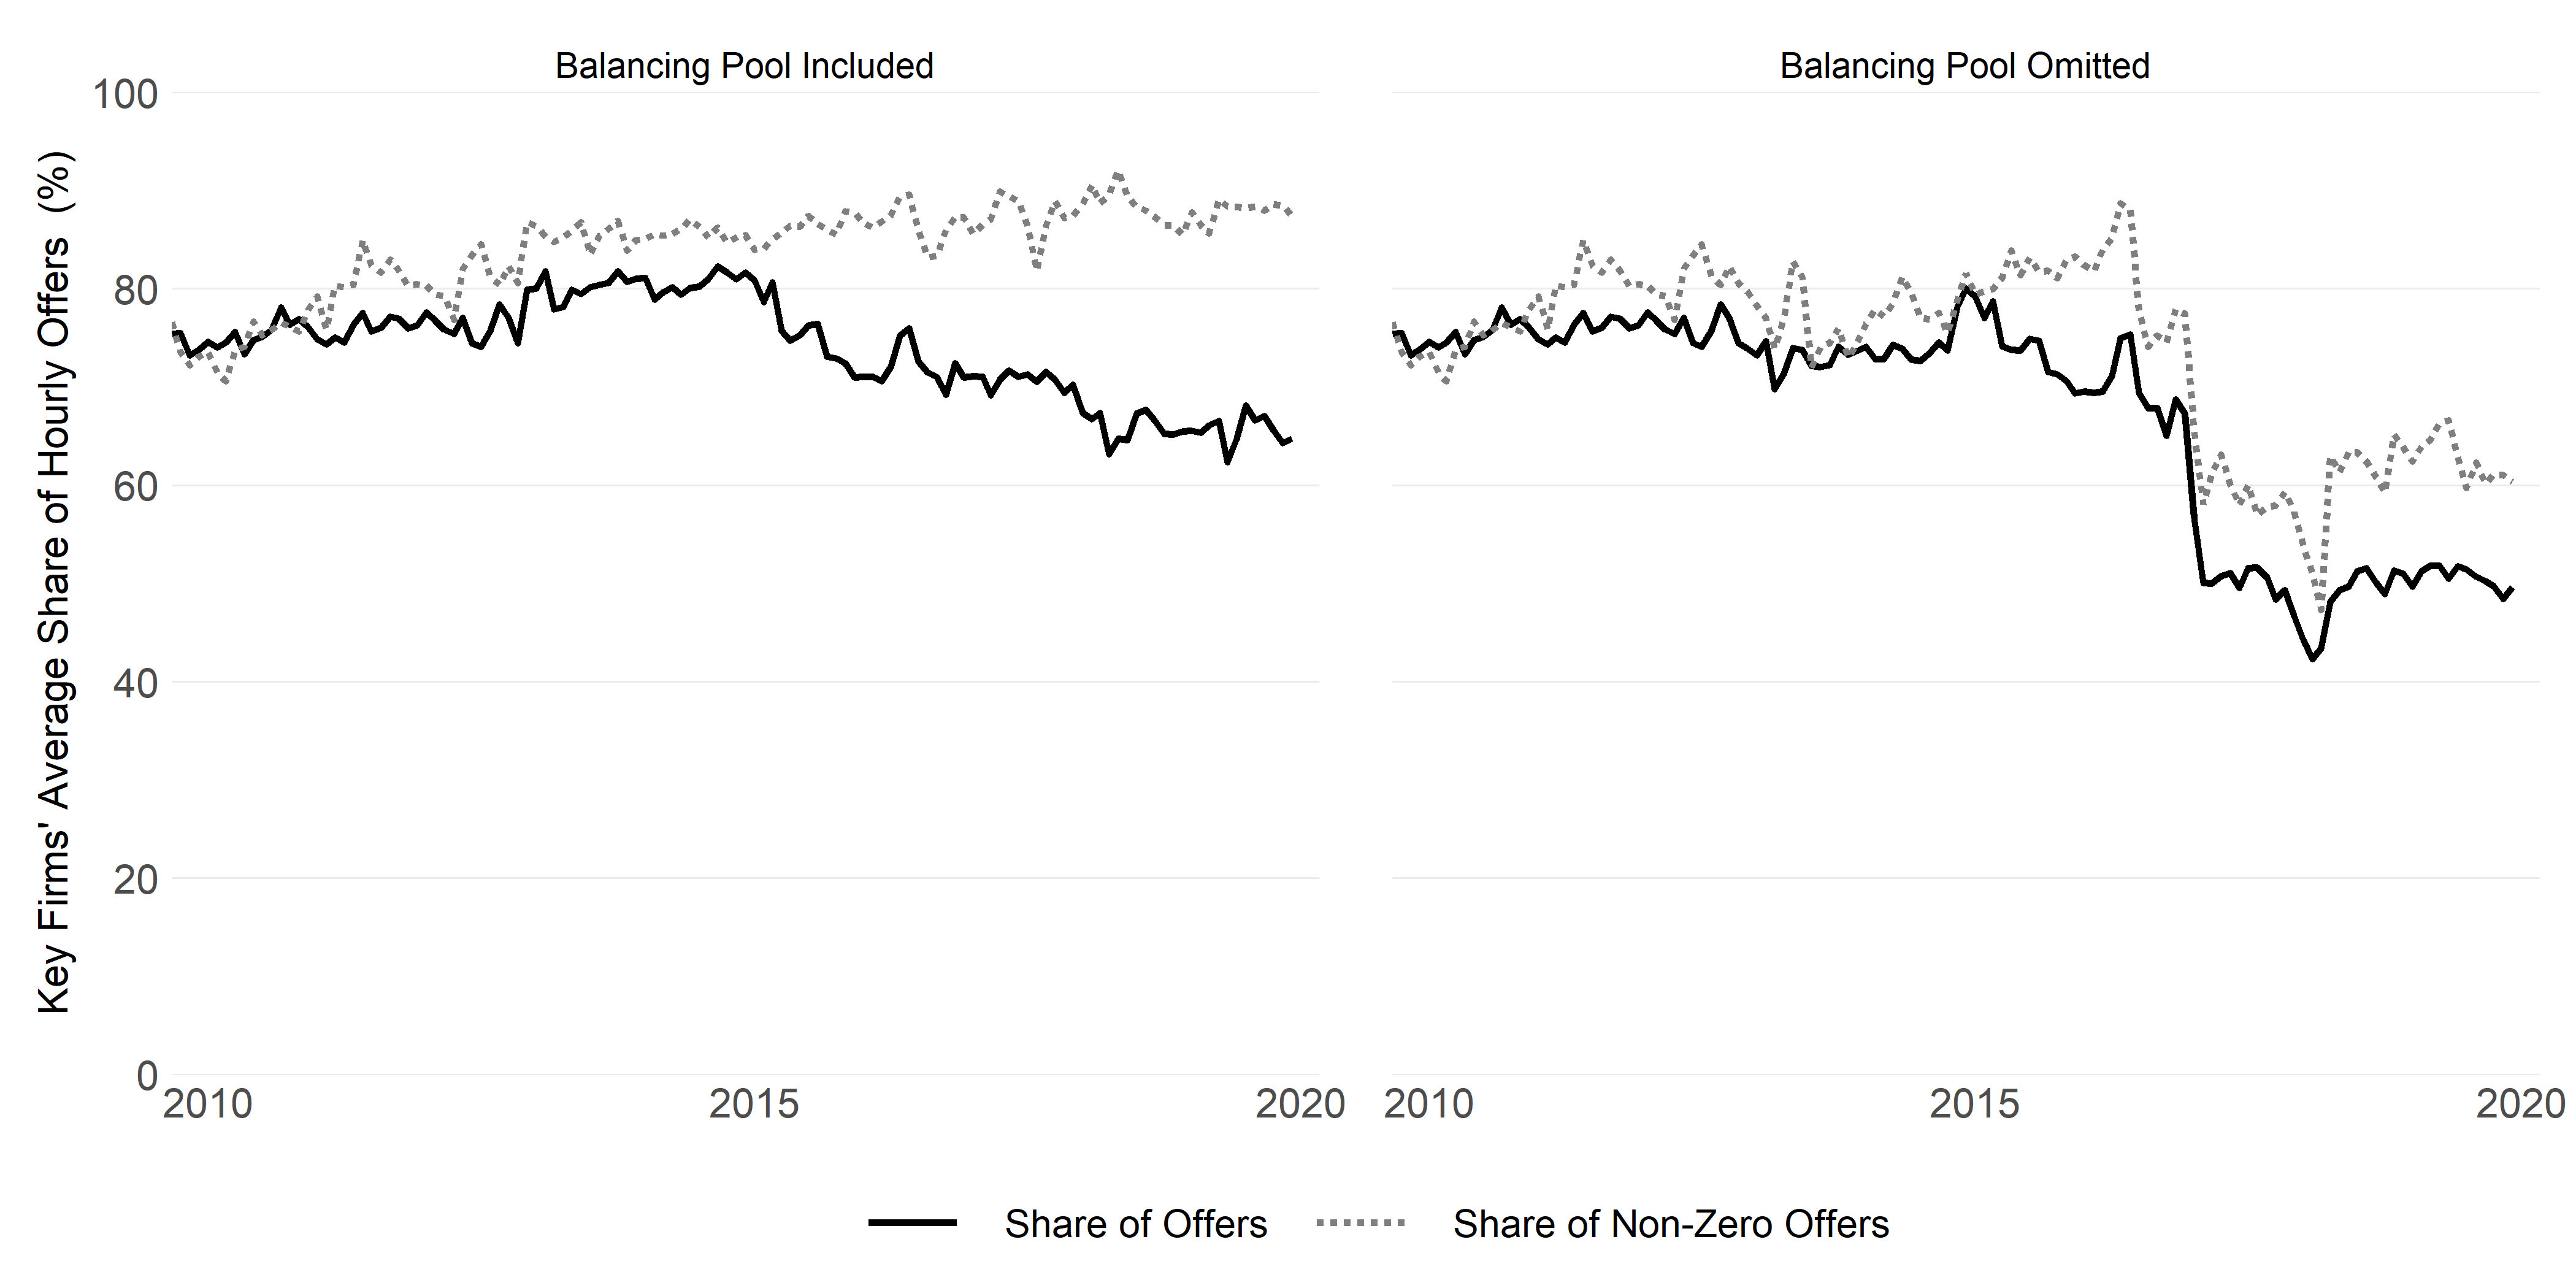 Balancing Pool Included
Balancing Pool Omitted
Key Firms' Average Share of Hourly Offers (%)
100
80
60
40
20
0
2010 2015 2020
2010 2015 2020
Share of Offers
Share of Non-Zero Offers